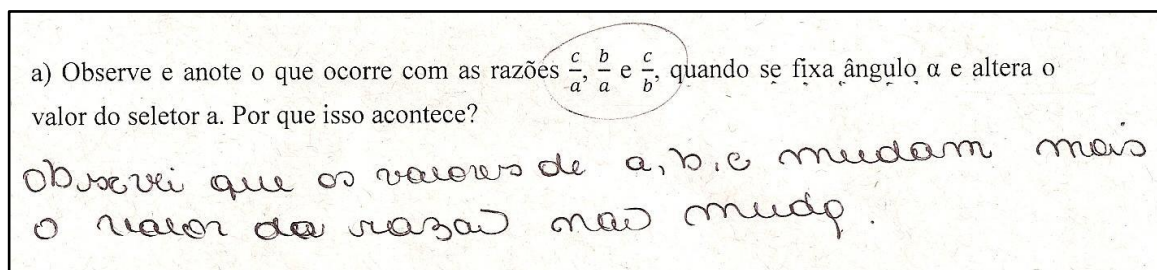 a) Observe e anote o que ocorre com as razões c/a, b/a e c/b, quando se fixa ângulo α e altera o
valor do seletor a. Por que isso acontece?
Observei que os valores de a, b, c mudam mais
o valor da razão não muda.